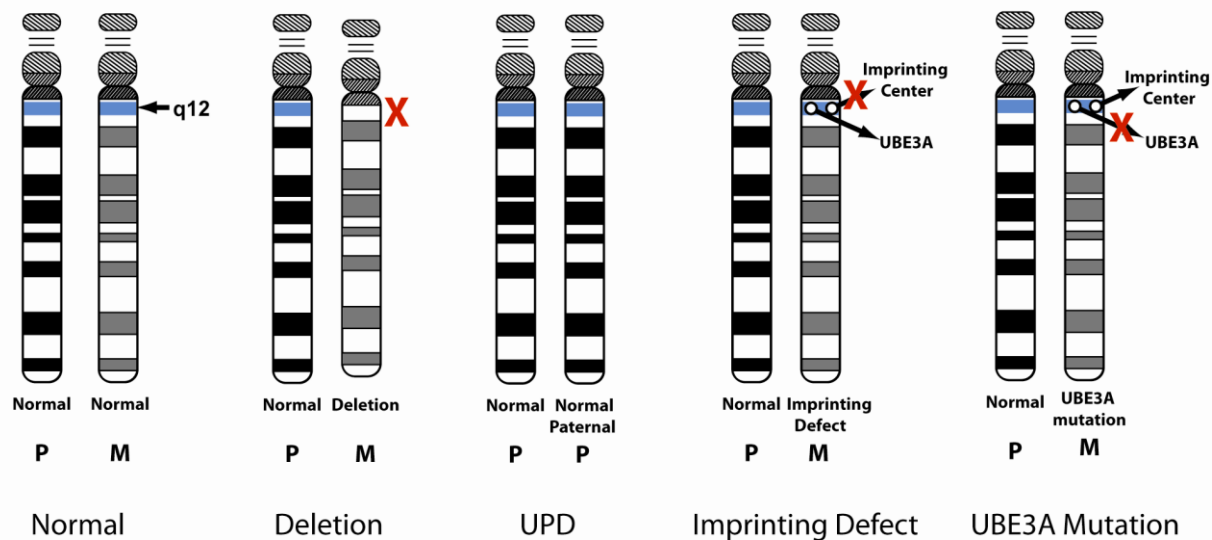 q12
Normal Normal
P M
Normal
Normal Deletion
P M
Deletion
X
Normal Normal
Paternal
P P
UPD
Imprinting
Center
X
UBE3A
Normal Imprinting
Defect
P M
Imprinting Defect
Imprinting
Center
X
UBE3A
Normal UBE3A
mutation
P M
UBE3A Mutation